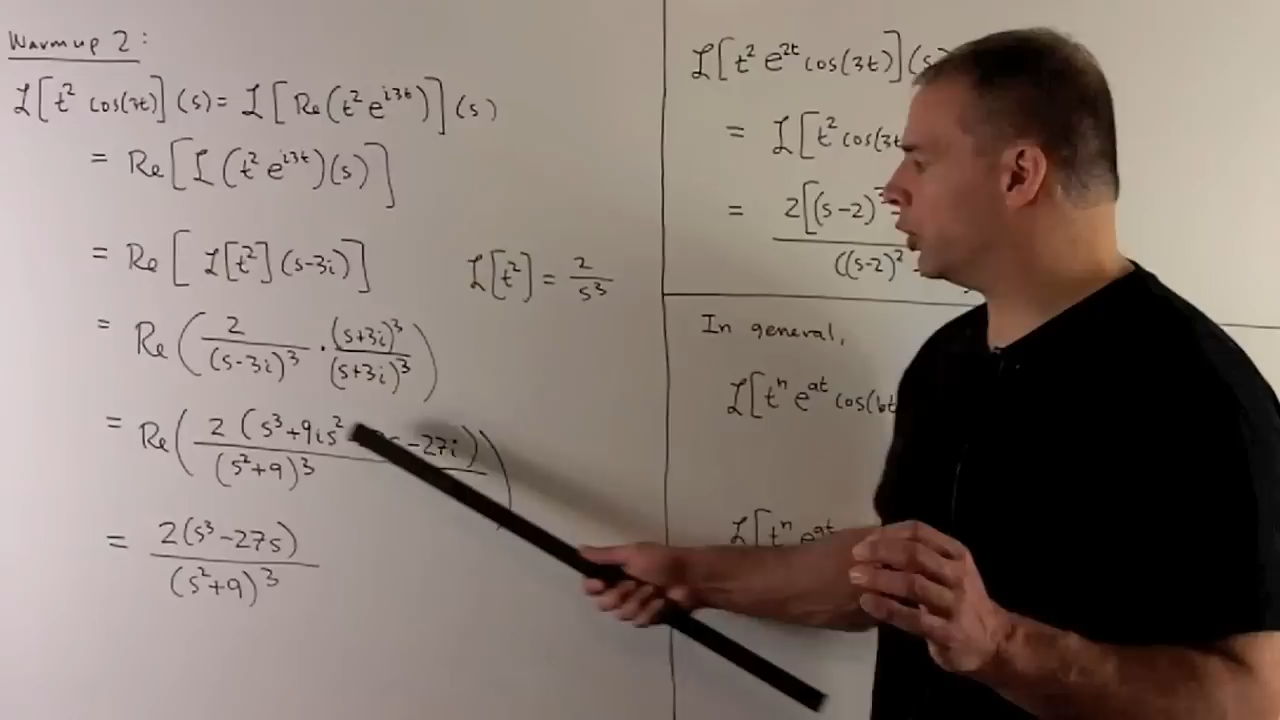 Warmup 2:
ℒ[t² cos(3t)](s) = ℒ[Re(t² e^{i3t})](s)
= Re[ℒ(t² e^{i3t})(s)]
= Re[ℒ[t²](s-3i)]
ℒ[t²] = 2/s³
= Re(2/(s-3i)³ · (s+3i)³/(s+3i)³)
= Re(2(s³+9is² s-27i)/(s²+9)³)
= 2(s³-27s)/(s²+9)³
ℒ[t² e^{2t} cos(3t)](s)
= ℒ[t² cos(3t
= 2[(s-2)³
((s-2)²
In general,
ℒ[tⁿ e^{at} cos(bt
ℒ[tⁿ e^{at}